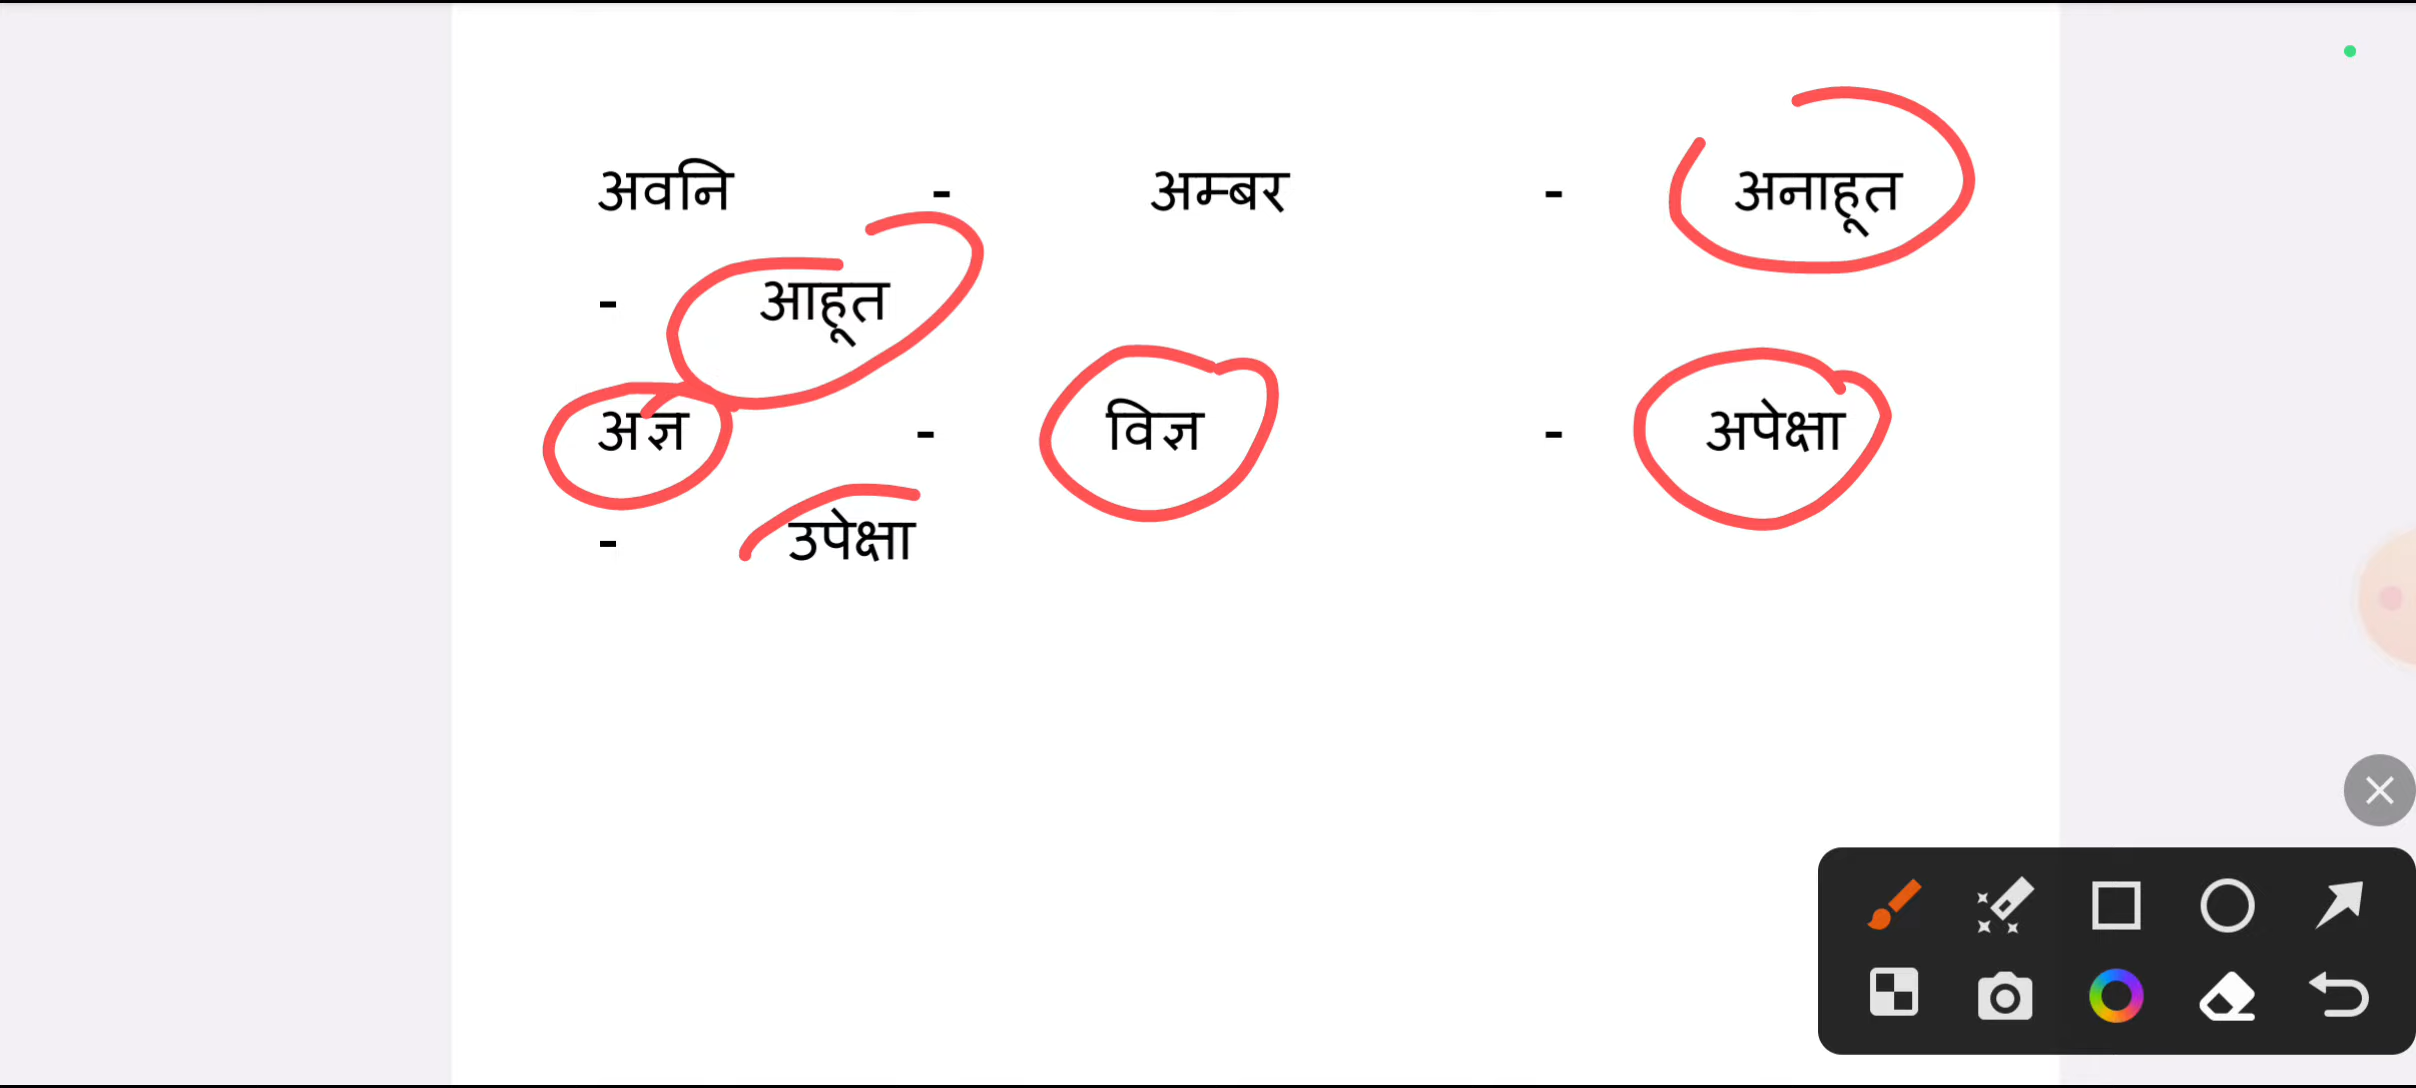 अवनि - अम्बर - अनाहूत
- आहूत
अज्ञ - विज्ञ - अपेक्षा
- उपेक्षा